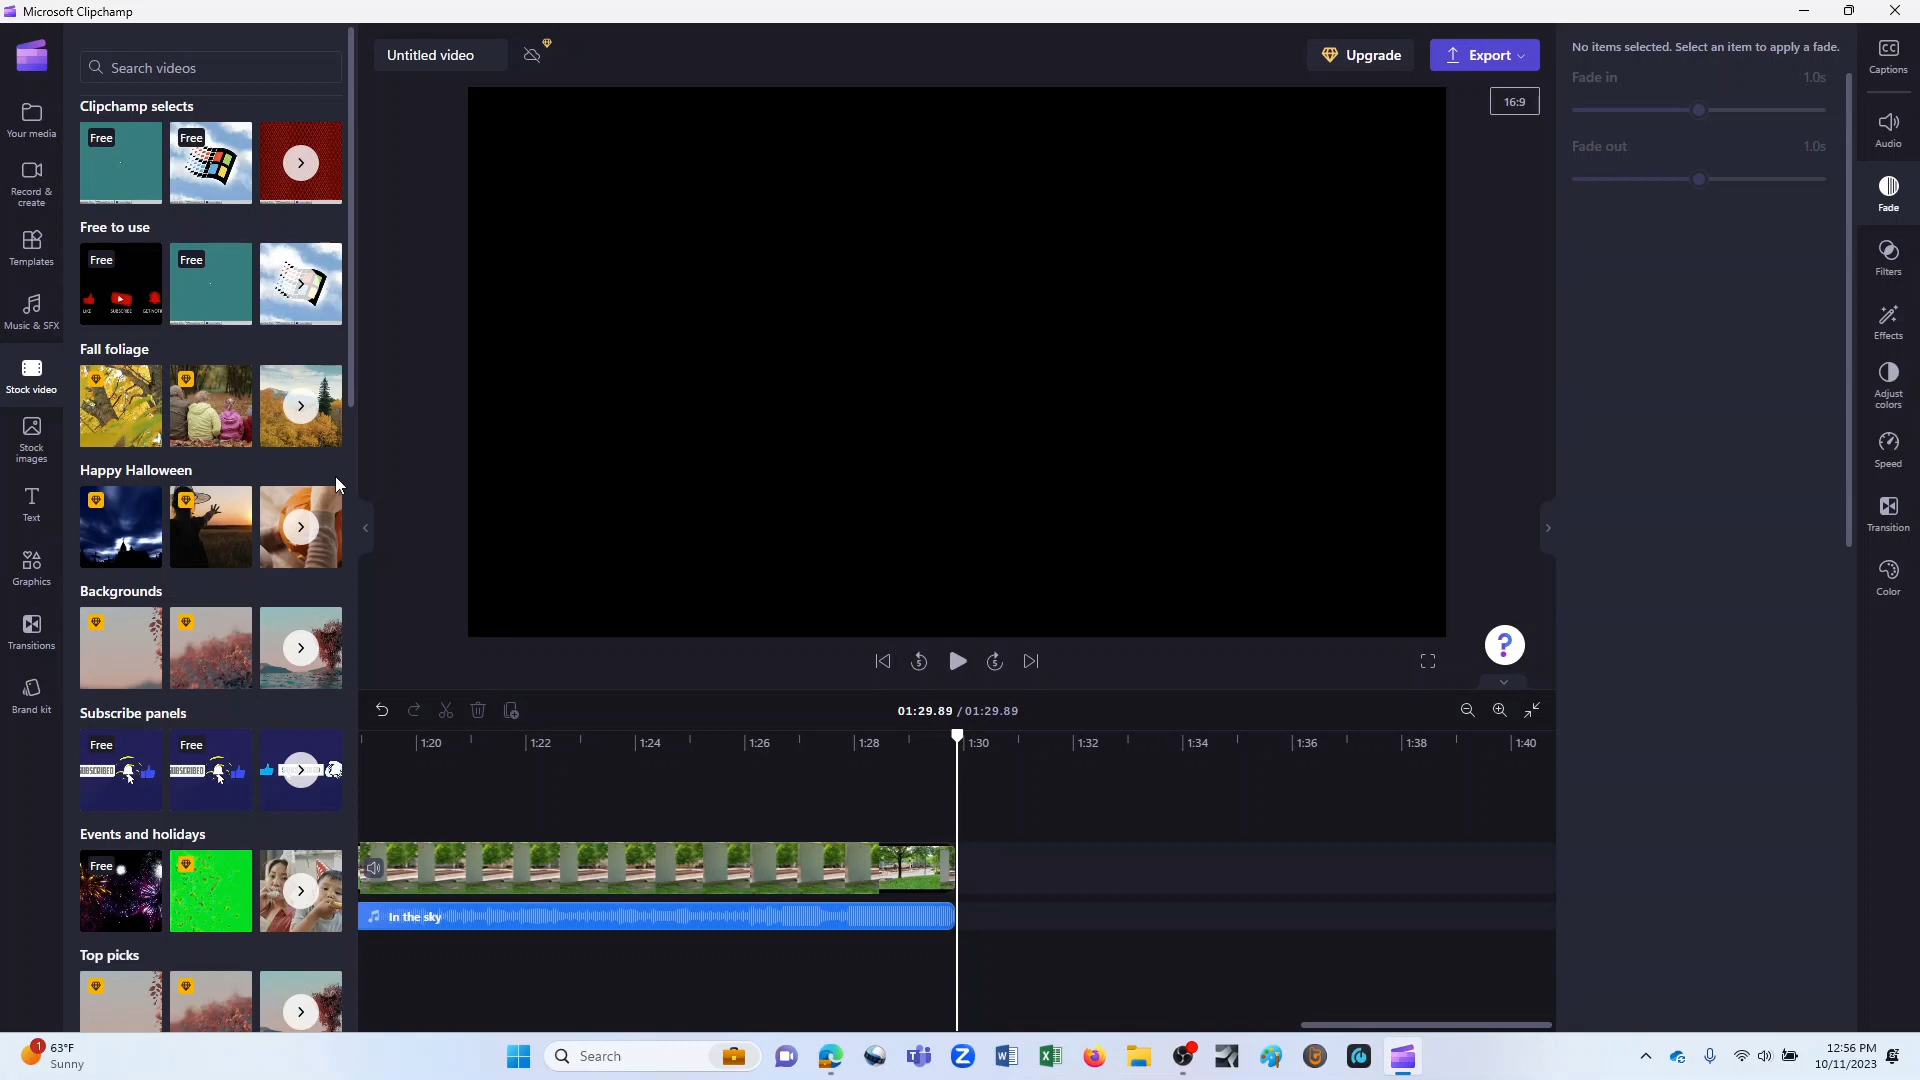 Microsoft Clipchamp
Search videos
Untitled video
Upgrade
Export
No items selected. Select an item to apply a fade.
Fade in 1.0s
Fade out 1.0s
16:9
Your media
Record &
create
Templates
Music & SFX
Stock video
Stock
images
Text
Graphics
Transitions
Brand kit
Clipchamp selects
Free
Free
Free to use
Free
Free
LIKE
SUBSCRIBE
Fall foliage
Happy Halloween
Backgrounds
Subscribe panels
Free
Free
Events and holidays
Free
Top picks
Captions
Audio
Fade
Filters
Effects
Adjust
colors
Speed
Transition
Color
5
5
?
01:29.89 / 01:29.89
1:20 1:22 1:24 1:26 1:28 1:30 1:32 1:34 1:36 1:38 1:40
In the sky
1
63°F
Sunny
Search
12:56 PM
10/11/2023